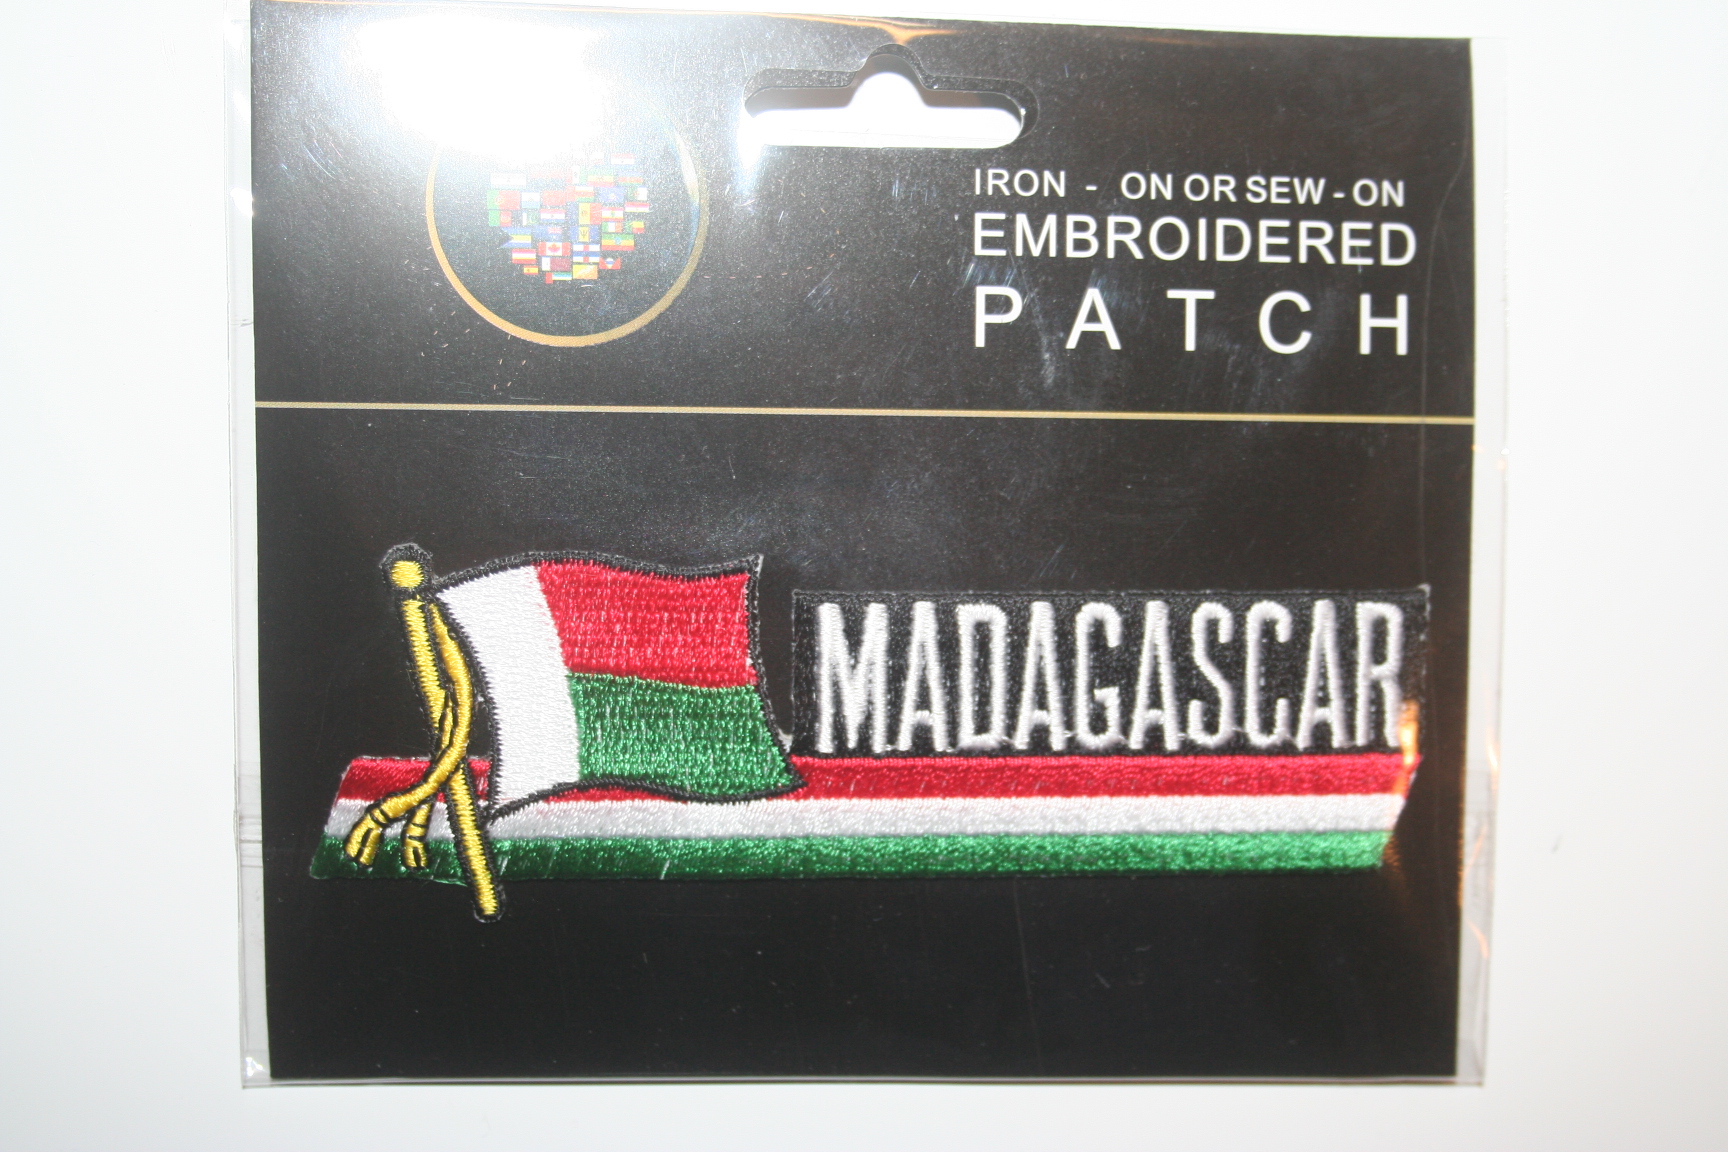 IRON - ON OR SEW - ON
EMBROIDERED
PATCH
MADAGASCAR